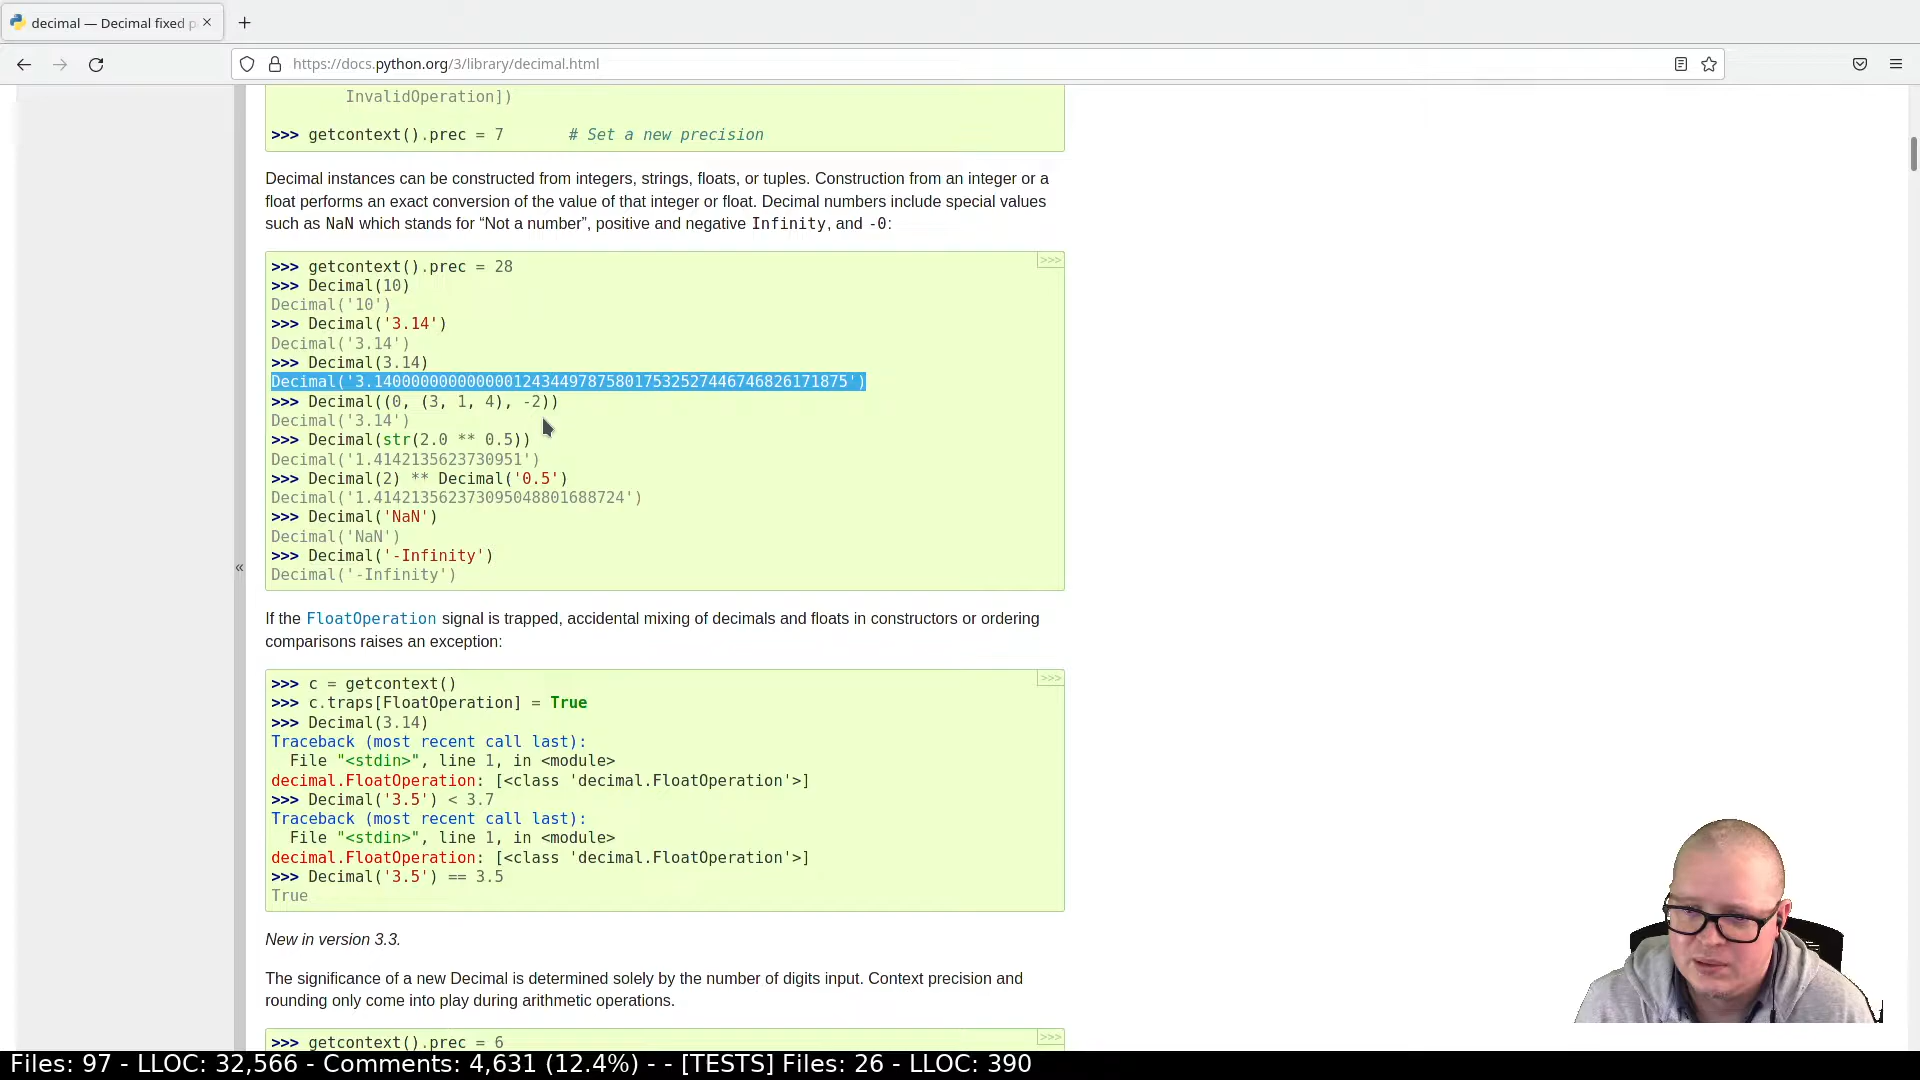 decimal — Decimal fixed p
https://docs.python.org/3/library/decimal.html
InvalidOperation])
>>> getcontext().prec = 7       # Set a new precision
Decimal instances can be constructed from integers, strings, floats, or tuples. Construction from an integer or a
float performs an exact conversion of the value of that integer or float. Decimal numbers include special values
such as NaN which stands for “Not a number”, positive and negative Infinity, and -0:
>>>
>>> getcontext().prec = 28
>>> Decimal(10)
Decimal('10')
>>> Decimal('3.14')
Decimal('3.14')
>>> Decimal(3.14)
Decimal('3.140000000000000124344978758017532527446746826171875')
>>> Decimal((0, (3, 1, 4), -2))
Decimal('3.14')
>>> Decimal(str(2.0 ** 0.5))
Decimal('1.4142135623730951')
>>> Decimal(2) ** Decimal('0.5')
Decimal('1.414213562373095048801688724')
>>> Decimal('NaN')
Decimal('NaN')
>>> Decimal('-Infinity')
Decimal('-Infinity')
«
If the FloatOperation signal is trapped, accidental mixing of decimals and floats in constructors or ordering
comparisons raises an exception:
>>>
>>> c = getcontext()
>>> c.traps[FloatOperation] = True
>>> Decimal(3.14)
Traceback (most recent call last):
  File "<stdin>", line 1, in <module>
decimal.FloatOperation: [<class 'decimal.FloatOperation'>]
>>> Decimal('3.5') < 3.7
Traceback (most recent call last):
  File "<stdin>", line 1, in <module>
decimal.FloatOperation: [<class 'decimal.FloatOperation'>]
>>> Decimal('3.5') == 3.5
True
New in version 3.3.
The significance of a new Decimal is determined solely by the number of digits input. Context precision and
rounding only come into play during arithmetic operations.
>>>
>>> getcontext().prec = 6
Files: 97 - LLOC: 32,566 - Comments: 4,631 (12.4%) - - [TESTS] Files: 26 - LLOC: 390